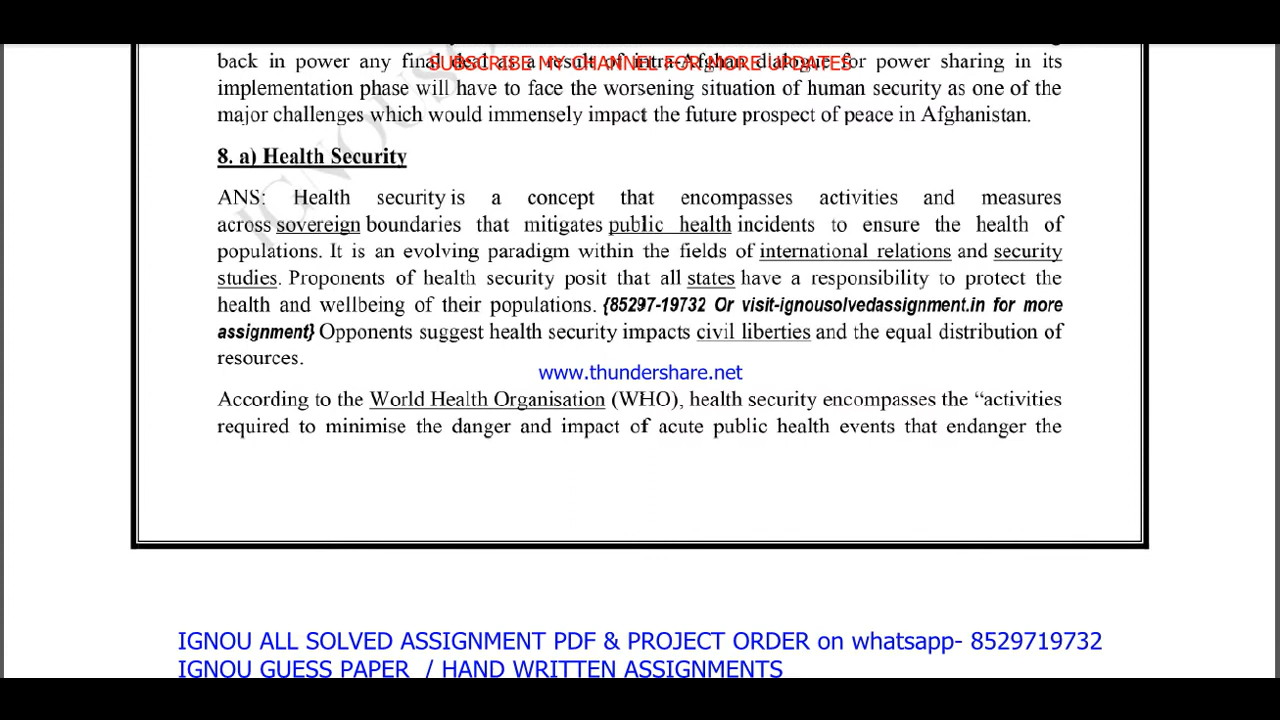 back in power any final deal as a result of intra-Afghan dialogue for power sharing in its
SUBSCRIBE MY CHANNEL FOR MORE UPDATES
implementation phase will have to face the worsening situation of human security as one of the
major challenges which would immensely impact the future prospect of peace in Afghanistan.
8. a) Health Security
ANS: Health security is a concept that encompasses activities and measures
across sovereign boundaries that mitigates public health incidents to ensure the health of
populations. It is an evolving paradigm within the fields of international relations and security
studies. Proponents of health security posit that all states have a responsibility to protect the
health and wellbeing of their populations. {85297-19732 Or visit-ignousolvedassignment.in for more
assignment} Opponents suggest health security impacts civil liberties and the equal distribution of
resources.
www.thundershare.net
According to the World Health Organisation (WHO), health security encompasses the “activities
required to minimise the danger and impact of acute public health events that endanger the
IGNOU ALL SOLVED ASSIGNMENT PDF & PROJECT ORDER on whatsapp- 8529719732
IGNOU GUESS PAPER / HAND WRITTEN ASSIGNMENTS